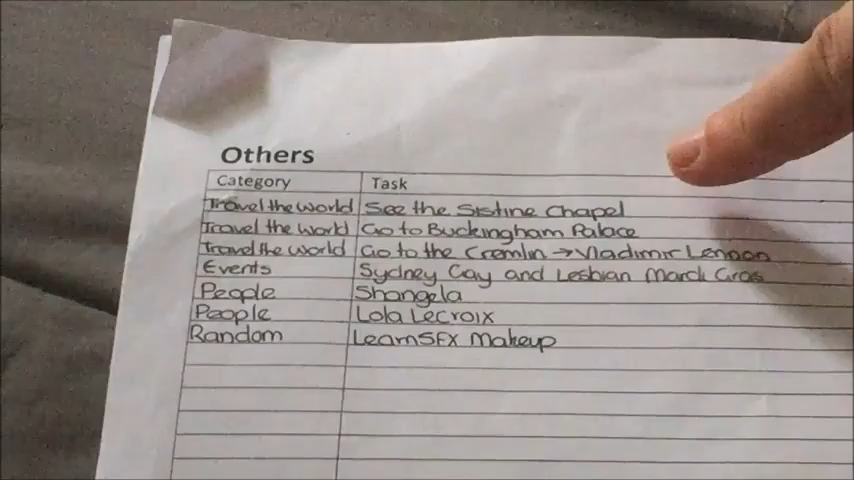 Others
Category Task
Travel the World See the Sistine Chapel
Travel the World Go to Buckingham Palace
Travel the World Go to the Cremlin → Vladimir Lennon
Events Sydney Gay and Lesbian Mardi Gras
People Shangela
People Lola Lecroix
Random Learn SFX Makeup